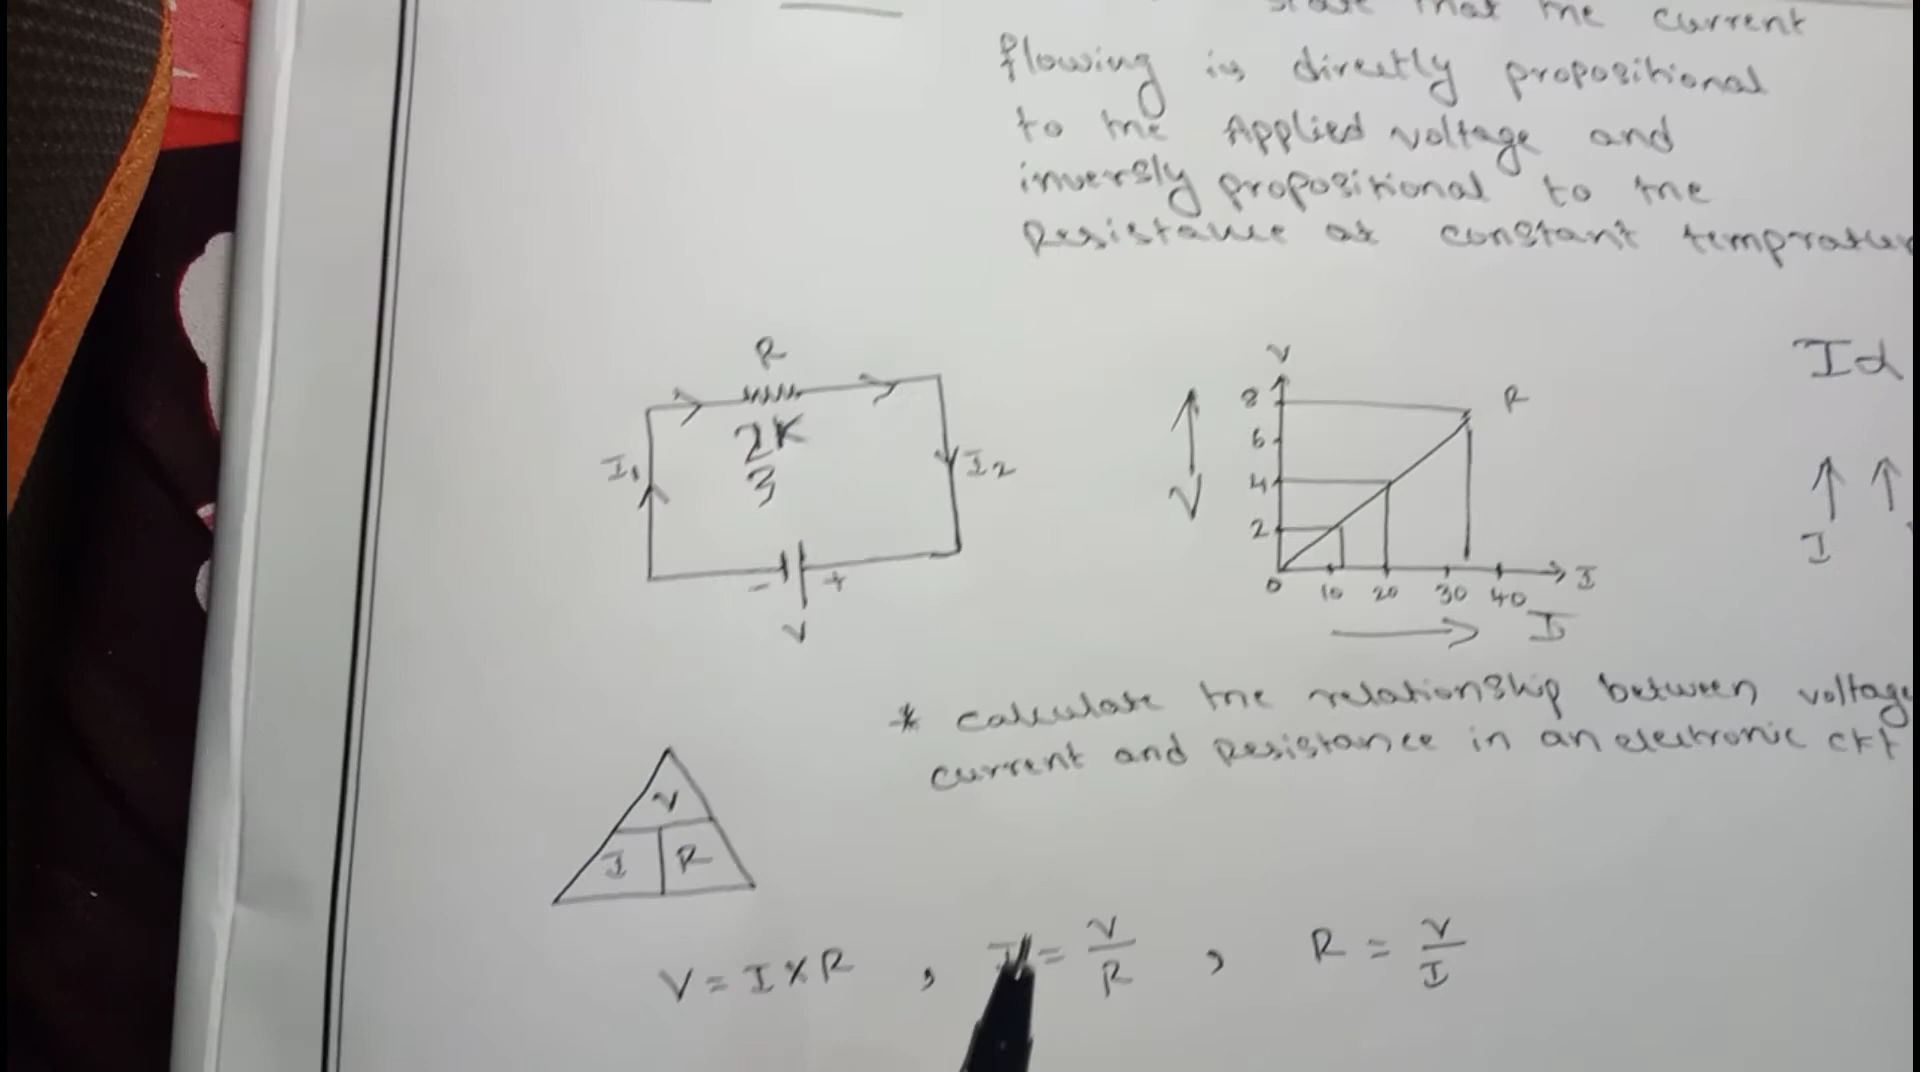 that the current
flowing is directly propositional
to the Applied voltage and
inversly propositional to the
Resistance at constant
R
2K
3
I1
I2
- +
V
V
8
6
4
2
0
10 20 30 40
I
R
V
I
I α
I
* calculate the relationship between voltage
current and Resistance in an electronic ckt
V
I R
V = I X R , I = V/R , R = V/I